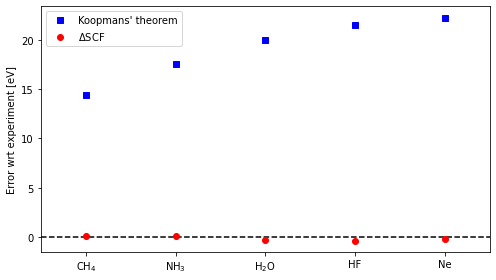 Koopmans' theorem
ΔSCF
Error wrt experiment [eV]
20
15
10
5
0
CH₄ NH₃ H₂O HF Ne